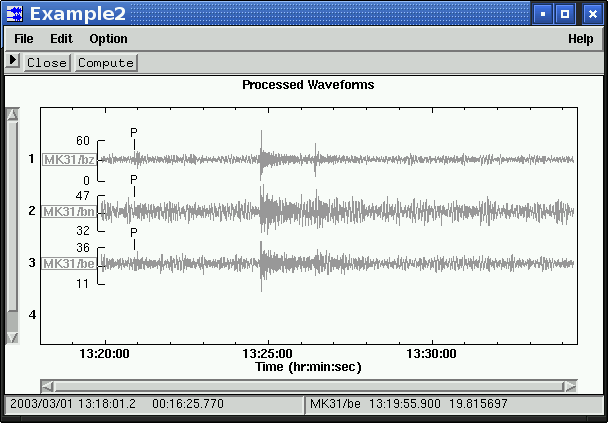 Example2
File Edit Option Help
Close Compute
Processed Waveforms
60 P
1 MK31/bz
0 P
47
2 MK31/bn
32 P
36
3 MK31/be
11
4
13:20:00 13:25:00 13:30:00
Time (hr:min:sec)
2003/03/01 13:18:01.2 00:16:25.770 MK31/be 13:19:55.900 19.815697